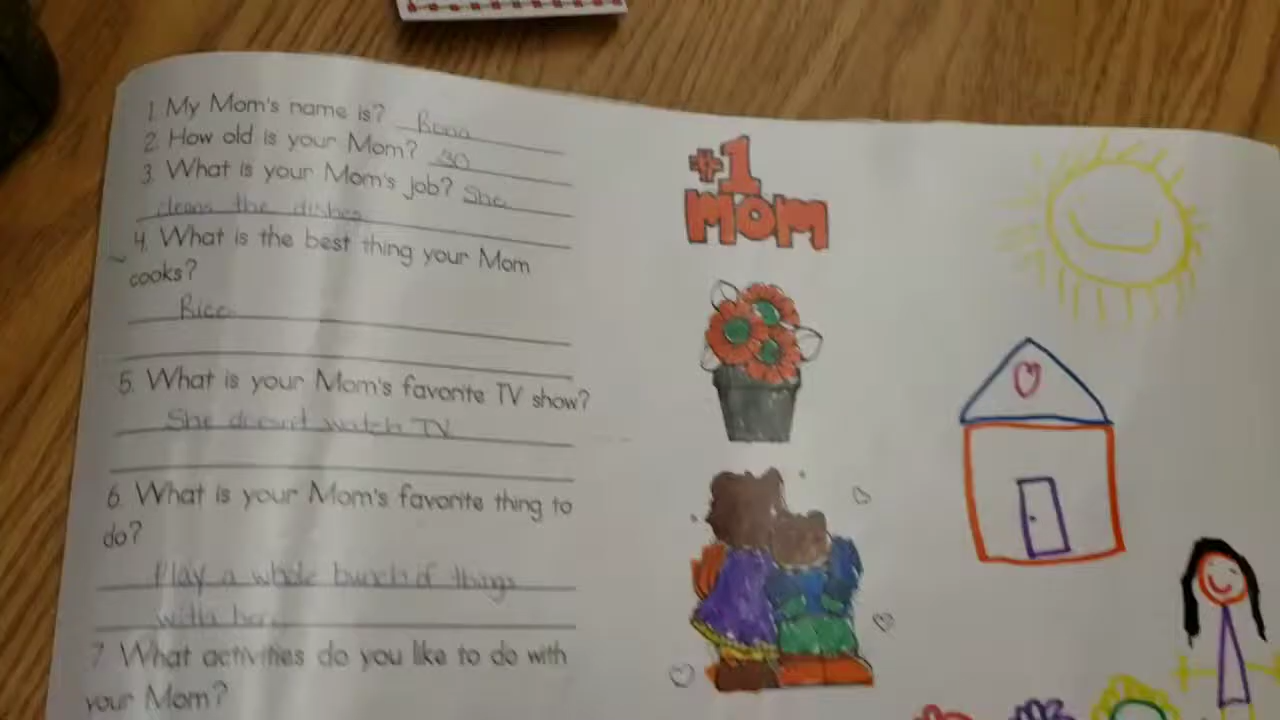 1. My Mom's name is? Rona
2. How old is your Mom? 30
3. What is your Mom's job? She
cleans the dishes
4. What is the best thing your Mom
cooks?
Rice
5. What is your Mom's favorite TV show?
She doesn't watch TV
6. What is your Mom's favorite thing to
do?
Play a whole bunch of things
with her
7. What activities do you like to do with
your Mom?
#1
MOM